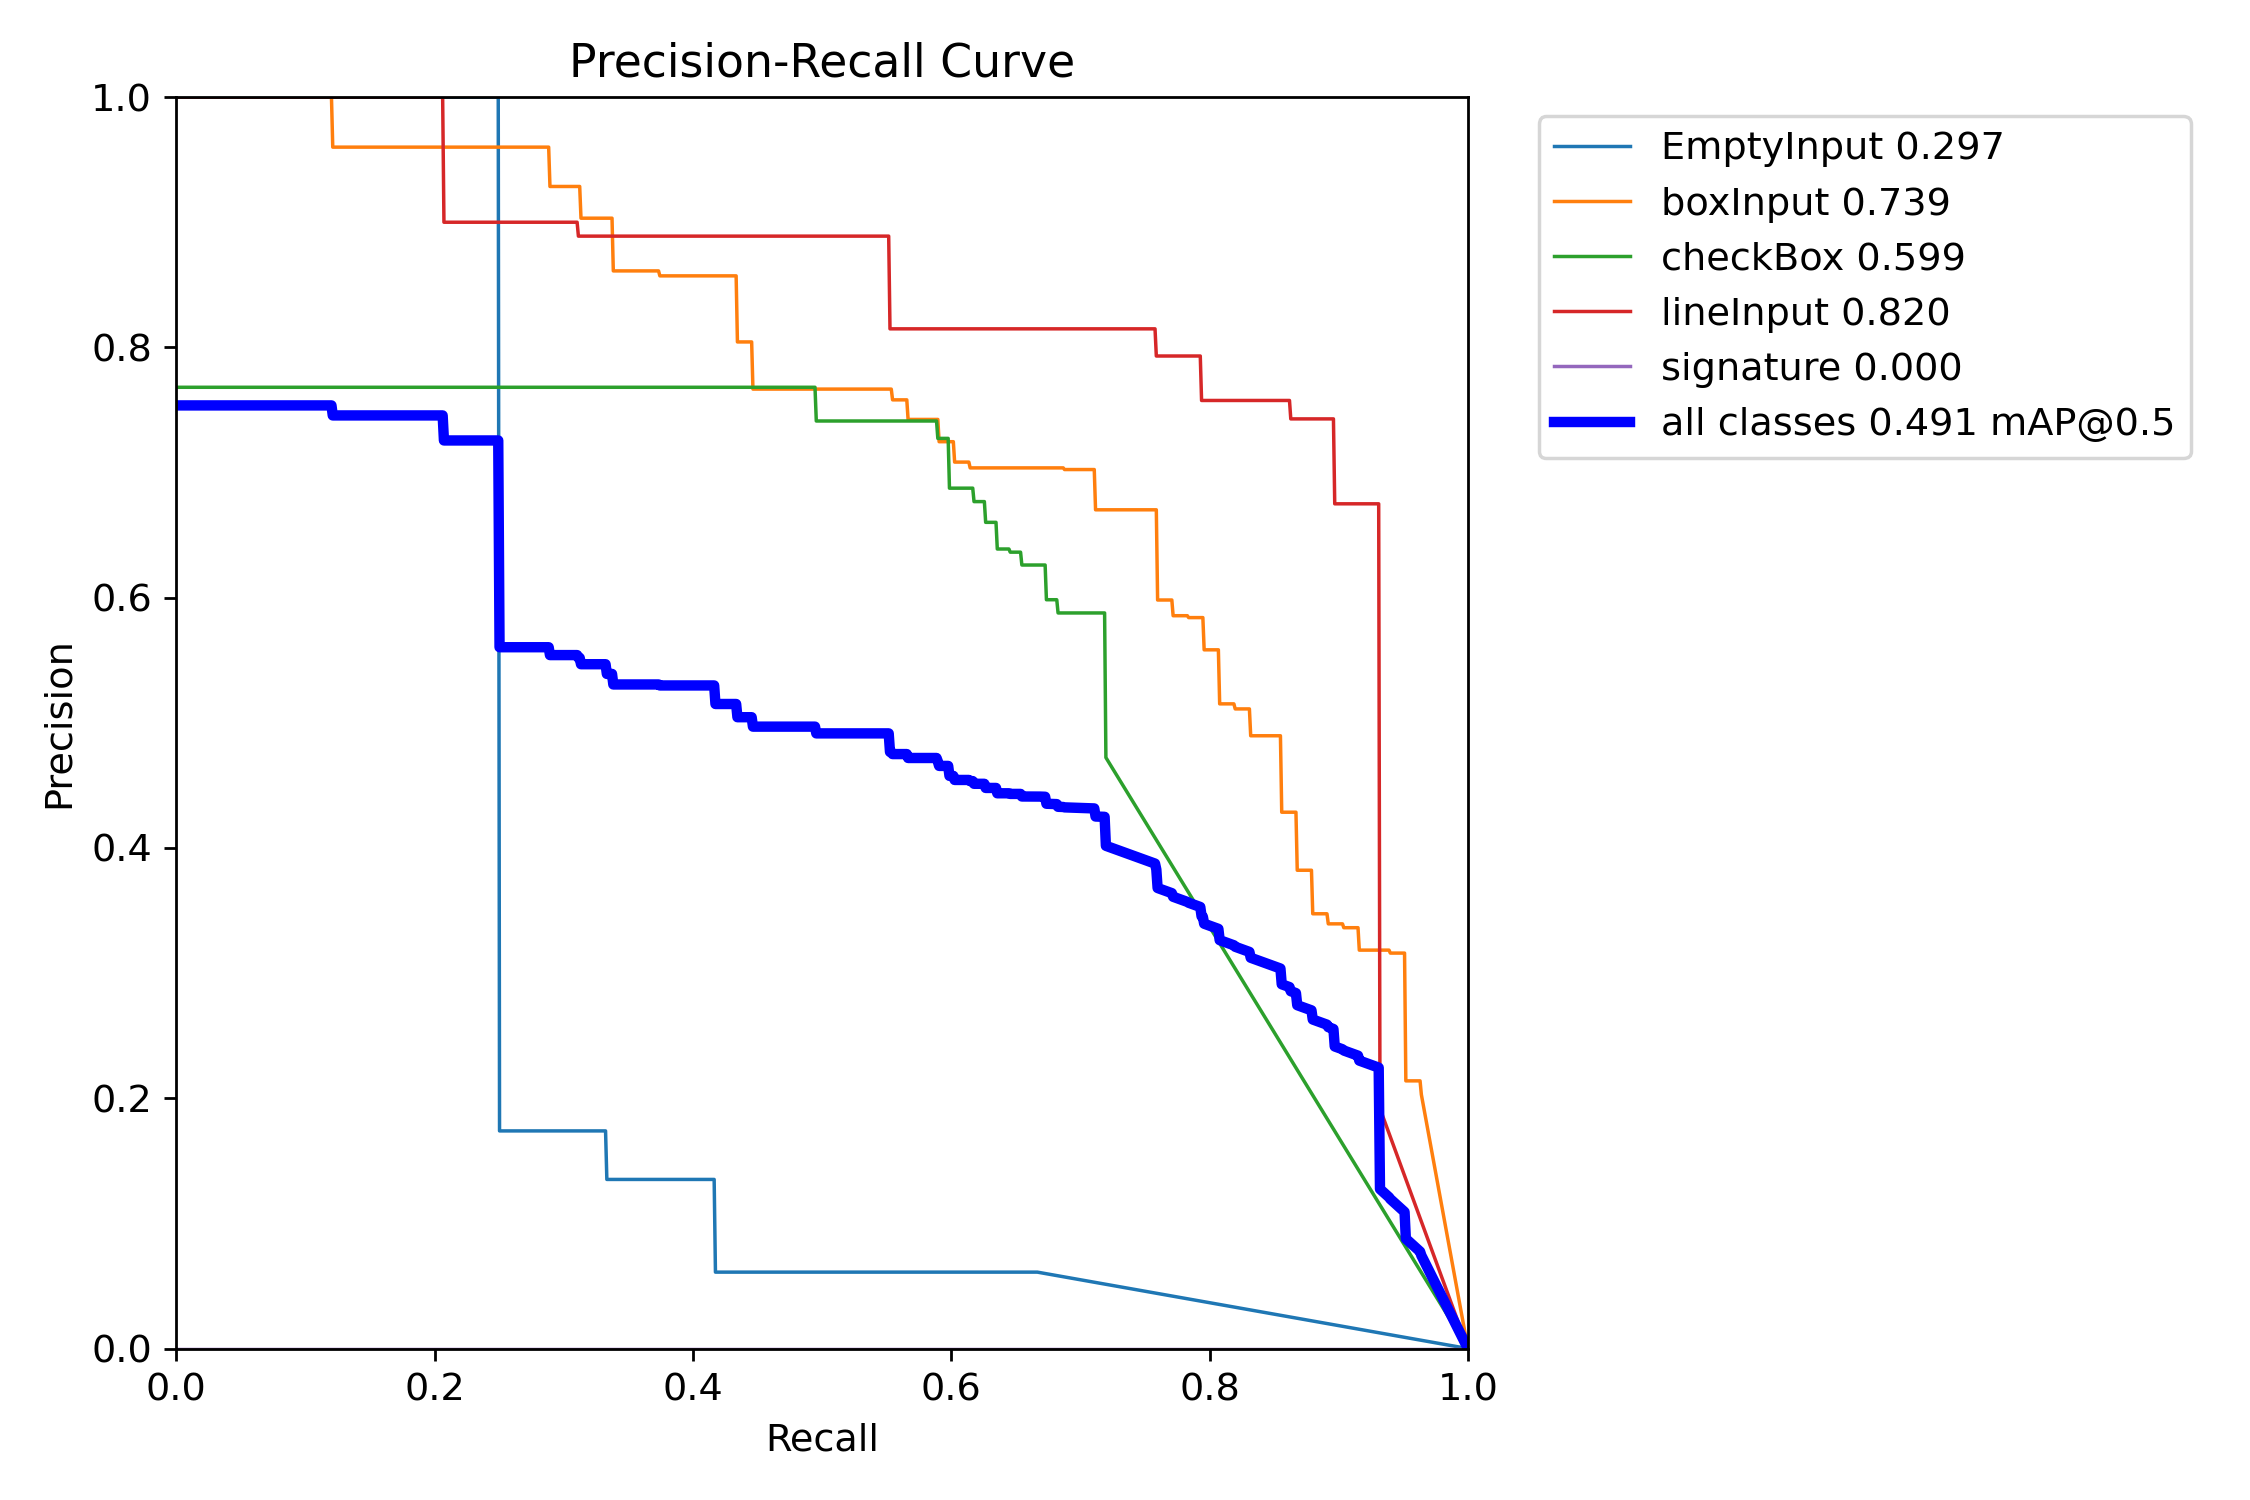 Precision-Recall Curve
1.0
0.8
0.6
0.4
0.2
0.0
Precision
0.0 0.2 0.4 0.6 0.8 1.0
Recall
EmptyInput 0.297
boxInput 0.739
checkBox 0.599
lineInput 0.820
signature 0.000
all classes 0.491 mAP@0.5